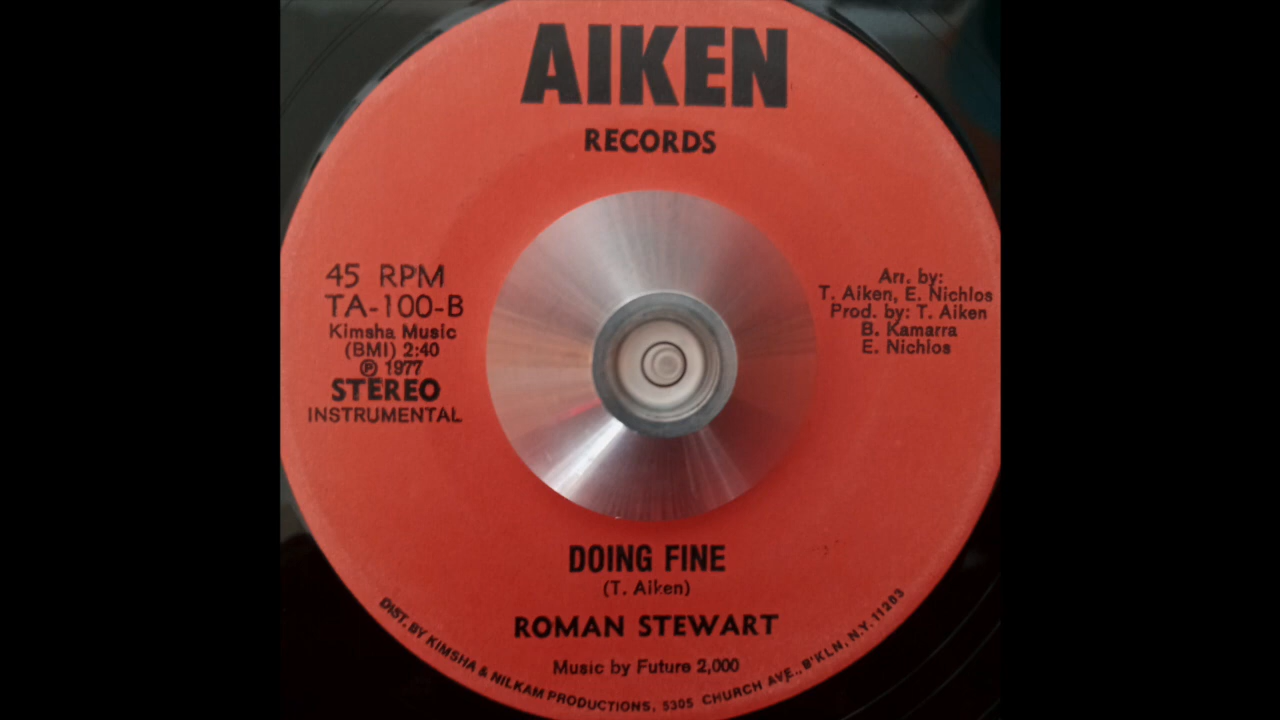 AIKEN
RECORDS
45 RPM
TA-100-B
Kimsha Music
(BMI) 2:40
℗ 1977
STEREO
INSTRUMENTAL
Arr. by:
T. Aiken, E. Nichlos
Prod. by: T. Aiken
B. Kamarra
E. Nichlos
DOING FINE
(T. Aiken)
ROMAN STEWART
Music by Future 2,000
DIST. BY KIMSHA & NILKAM PRODUCTIONS, 5305 CHURCH AVE., B'KLN, N.Y. 11203